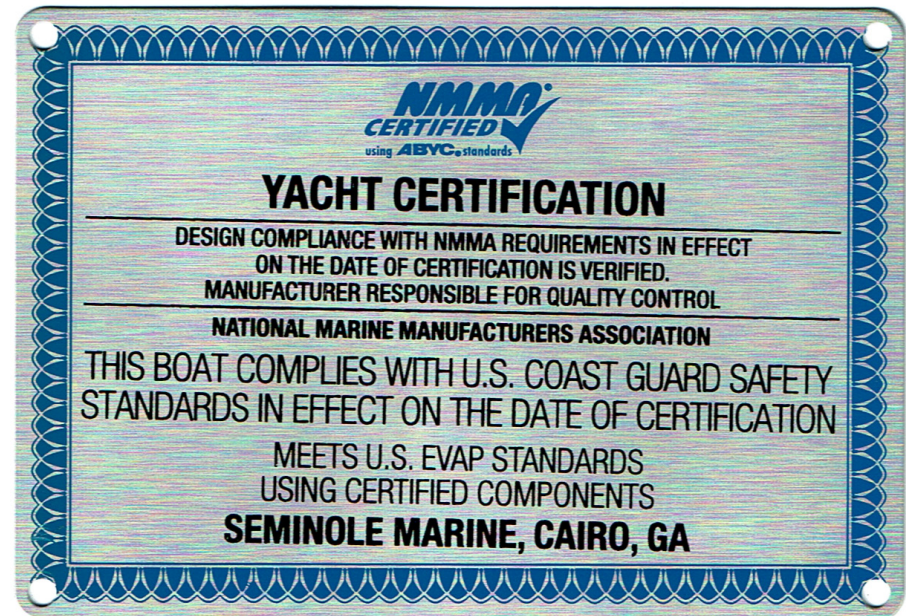 NMMA
CERTIFIED
using ABYC standards
YACHT CERTIFICATION
DESIGN COMPLIANCE WITH NMMA REQUIREMENTS IN EFFECT
ON THE DATE OF CERTIFICATION IS VERIFIED.
MANUFACTURER RESPONSIBLE FOR QUALITY CONTROL
NATIONAL MARINE MANUFACTURERS ASSOCIATION
THIS BOAT COMPLIES WITH U.S. COAST GUARD SAFETY
STANDARDS IN EFFECT ON THE DATE OF CERTIFICATION
MEETS U.S. EVAP STANDARDS
USING CERTIFIED COMPONENTS
SEMINOLE MARINE, CAIRO, GA